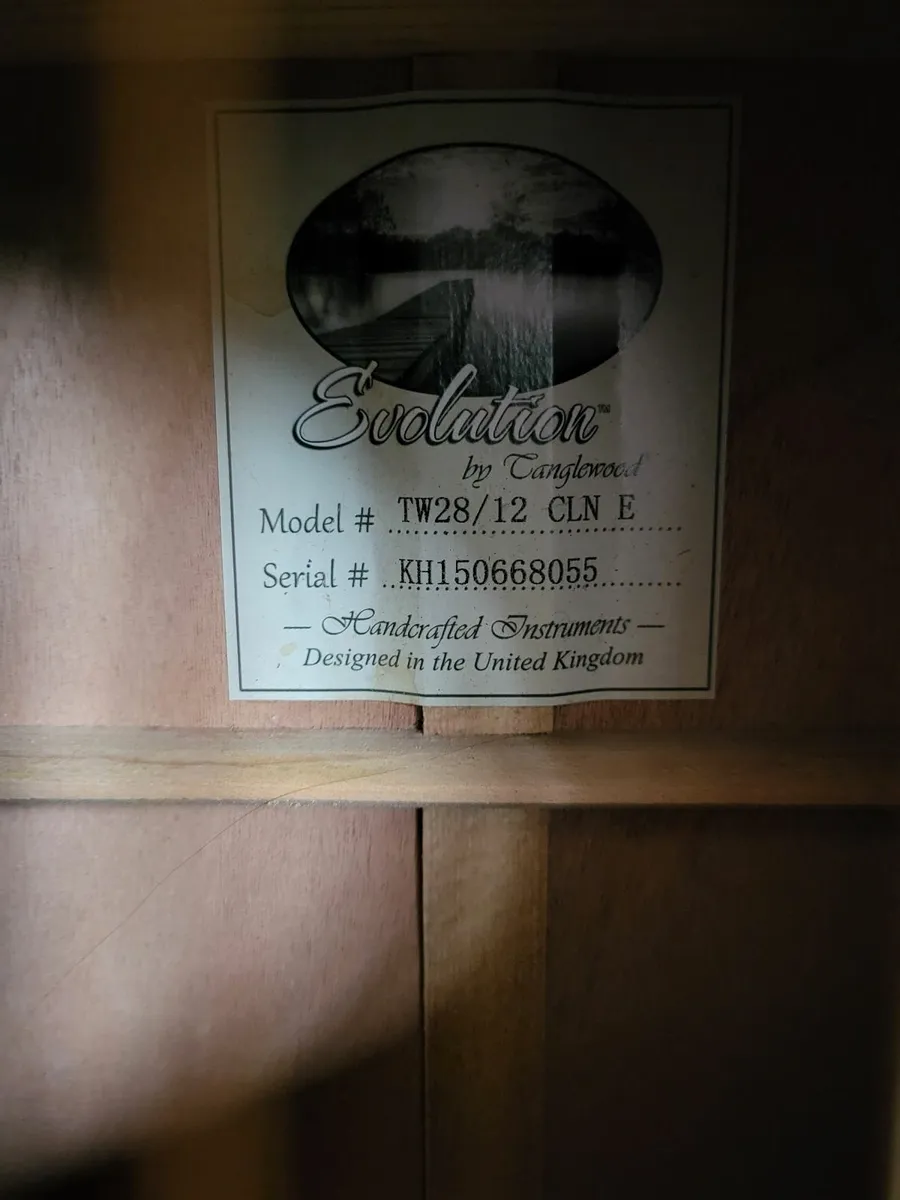 Evolution™
by Tanglewood
Model # TW28/12 CLN E
Serial # KH150668055
— Handcrafted Instruments —
Designed in the United Kingdom